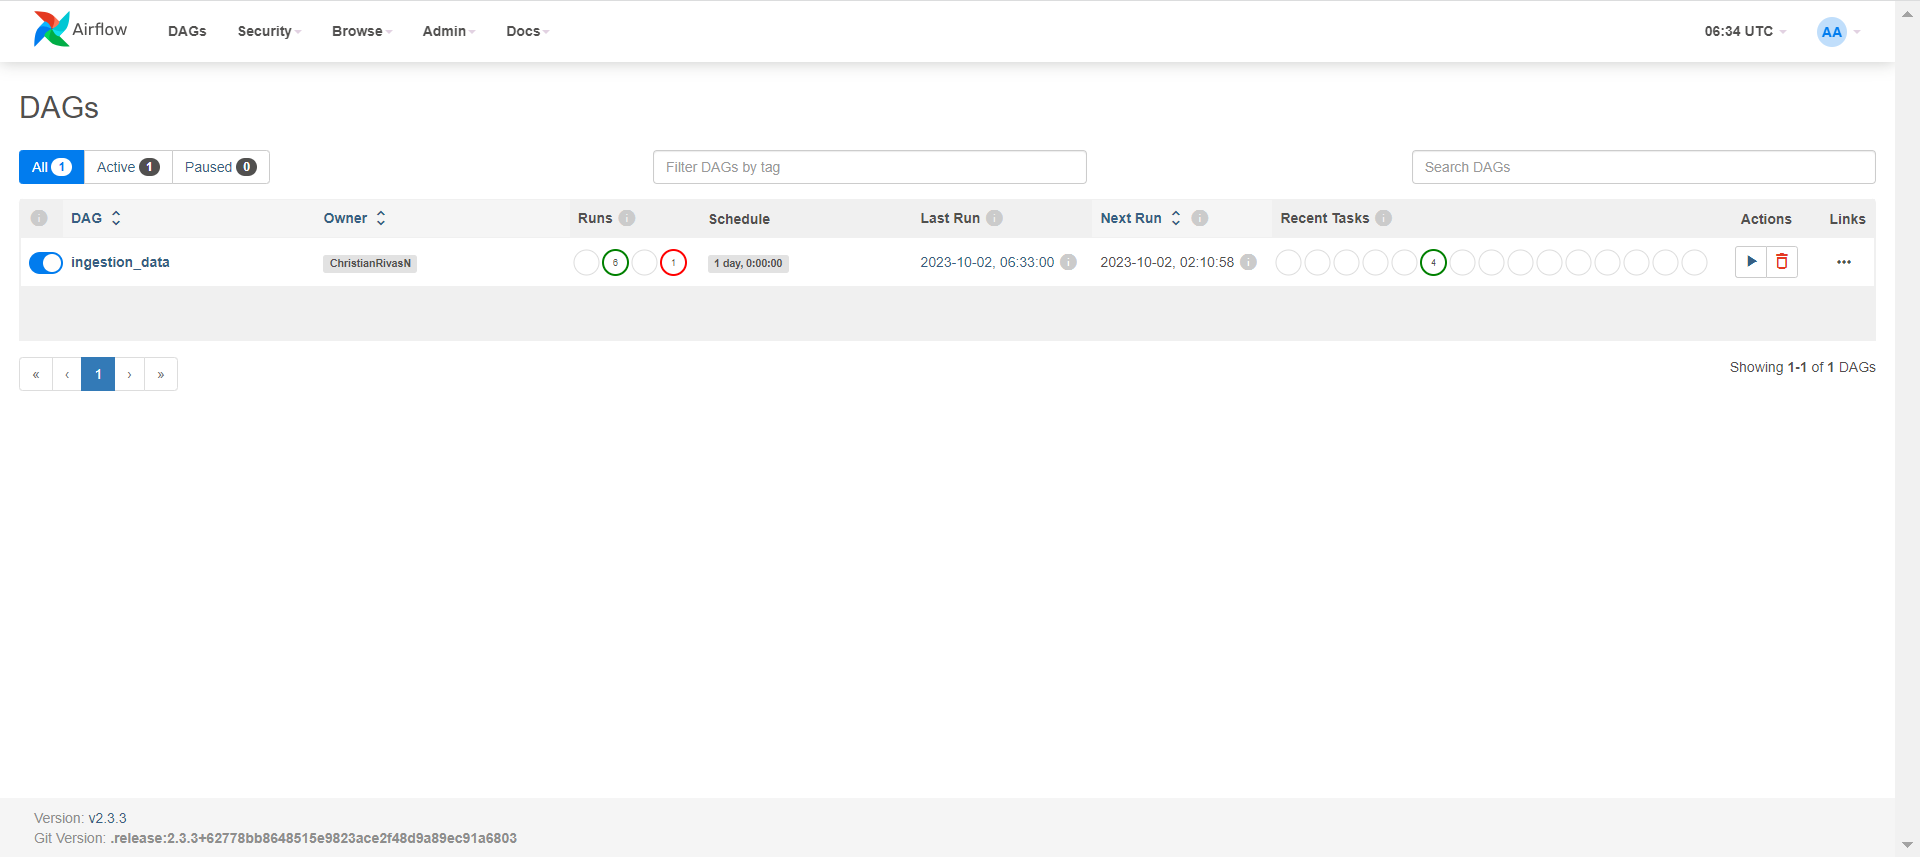 Airflow DAGs Security Browse Admin Docs 06:34 UTC AA
DAGs
All 1 Active 1 Paused 0 Filter DAGs by tag Search DAGs
i DAG Owner Runs i Schedule Last Run i Next Run i Recent Tasks i Actions Links
ingestion_data ChristianRivasN 6 1 1 day, 0:00:00 2023-10-02, 06:33:00 i 2023-10-02, 02:10:58 i 4 ···
« ‹ 1 › » Showing 1-1 of 1 DAGs
Version: v2.3.3
Git Version: .release:2.3.3+62778bb8648515e9823ace2f48d9a89ec91a6803